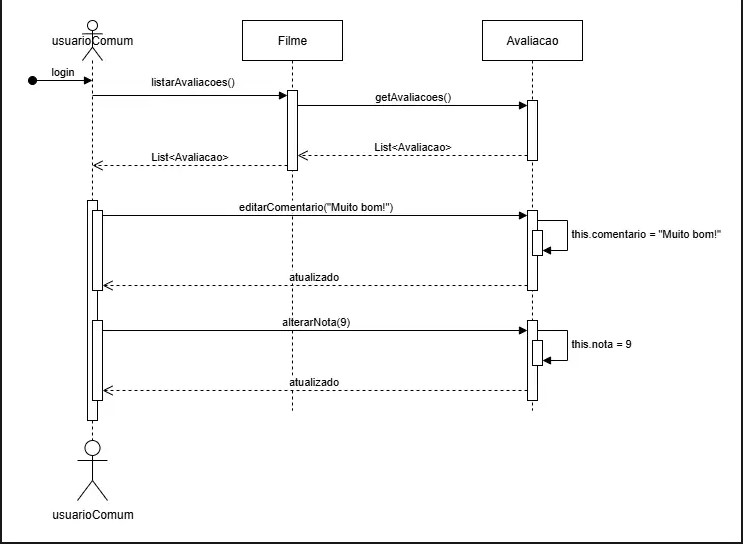 usuarioComum
Filme
Avaliacao
login
listarAvaliacoes()
getAvaliacoes()
List<Avaliacao>
List<Avaliacao>
editarComentario("Muito bom!")
this.comentario = "Muito bom!"
atualizado
alterarNota(9)
this.nota = 9
atualizado
usuarioComum